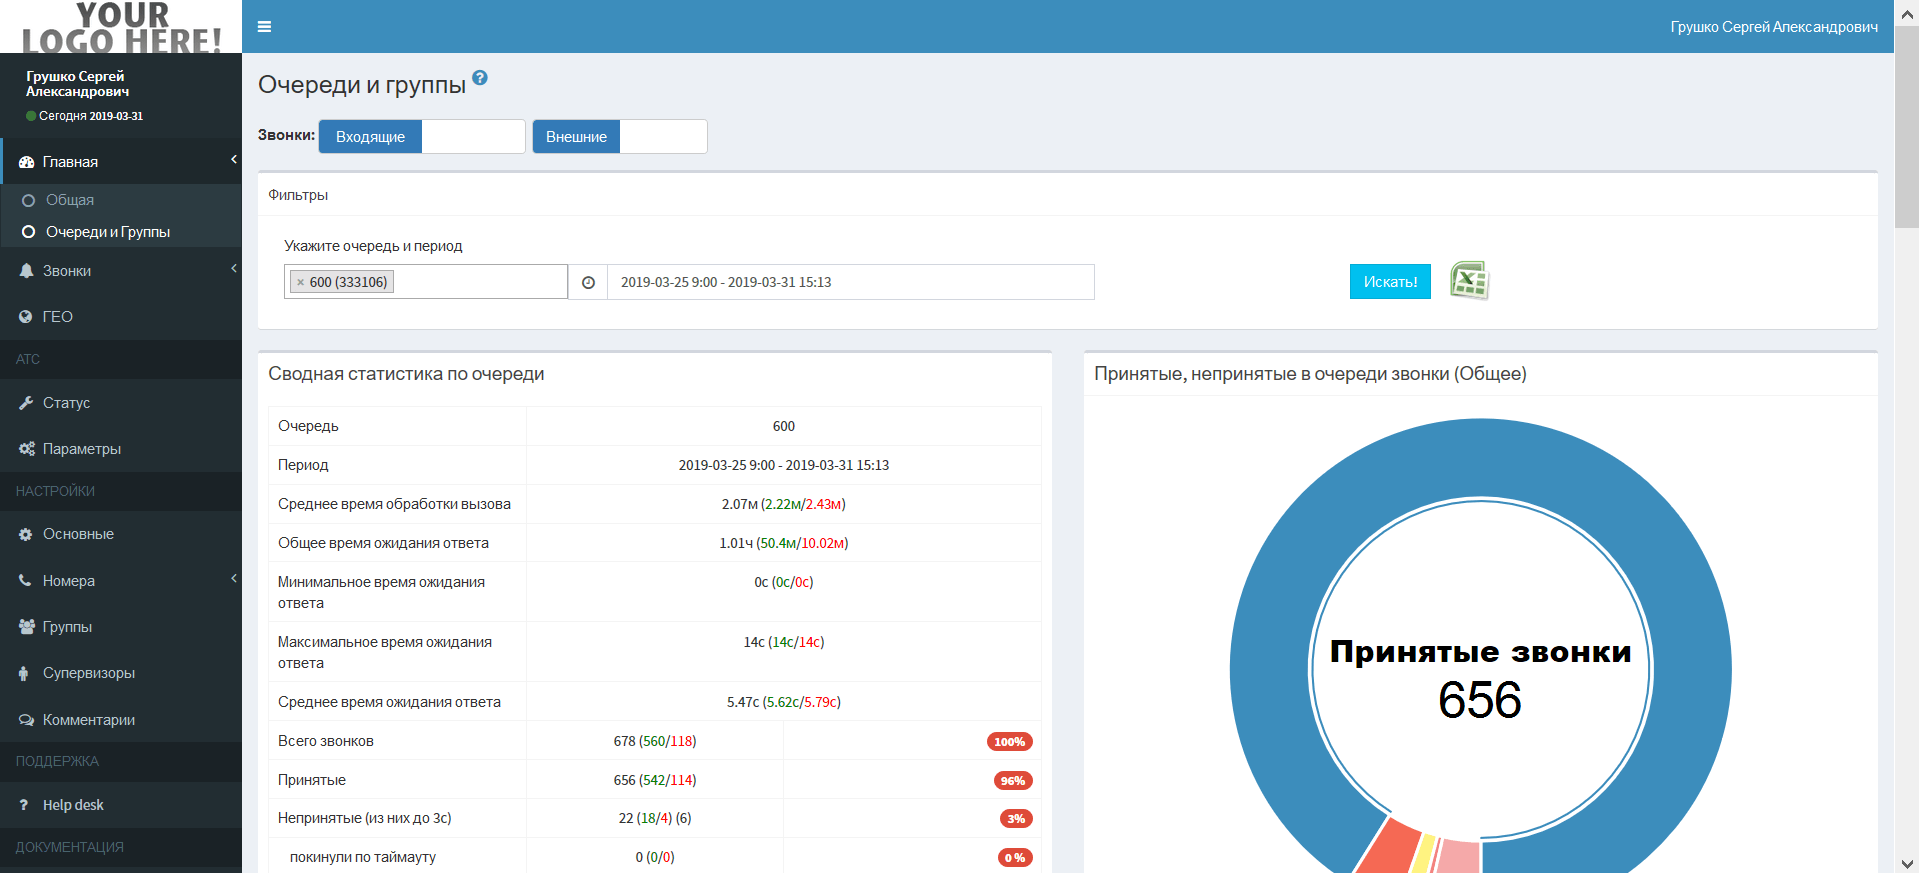 YOUR
LOGO HERE!
Грушко Сергей Александрович
Грушко Сергей
Александрович
Сегодня 2019-03-31
Главная
Общая
Очереди и Группы
Звонки
ГЕО
АТС
Статус
Параметры
НАСТРОЙКИ
Основные
Номера
Группы
Супервизоры
Комментарии
ПОДДЕРЖКА
Help desk
ДОКУМЕНТАЦИЯ
Очереди и группы
Звонки: Входящие Внешние
Фильтры
Укажите очередь и период
× 600 (333106) 2019-03-25 9:00 - 2019-03-31 15:13 Искать!
Сводная статистика по очереди
Очередь 600
Период 2019-03-25 9:00 - 2019-03-31 15:13
Среднее время обработки вызова 2.07м (2.22м/2.43м)
Общее время ожидания ответа 1.01ч (50.4м/10.02м)
Минимальное время ожидания
ответа
0с (0с/0с)
Максимальное время ожидания
ответа
14с (14с/14с)
Среднее время ожидания ответа 5.47с (5.62с/5.79с)
Всего звонков 678 (560/118) 100%
Принятые 656 (542/114) 96%
Непринятые (из них до 3с) 22 (18/4) (6) 3%
покинули по таймауту 0 (0/0) 0 %
Принятые, непринятые в очереди звонки (Общее)
Принятые звонки
656